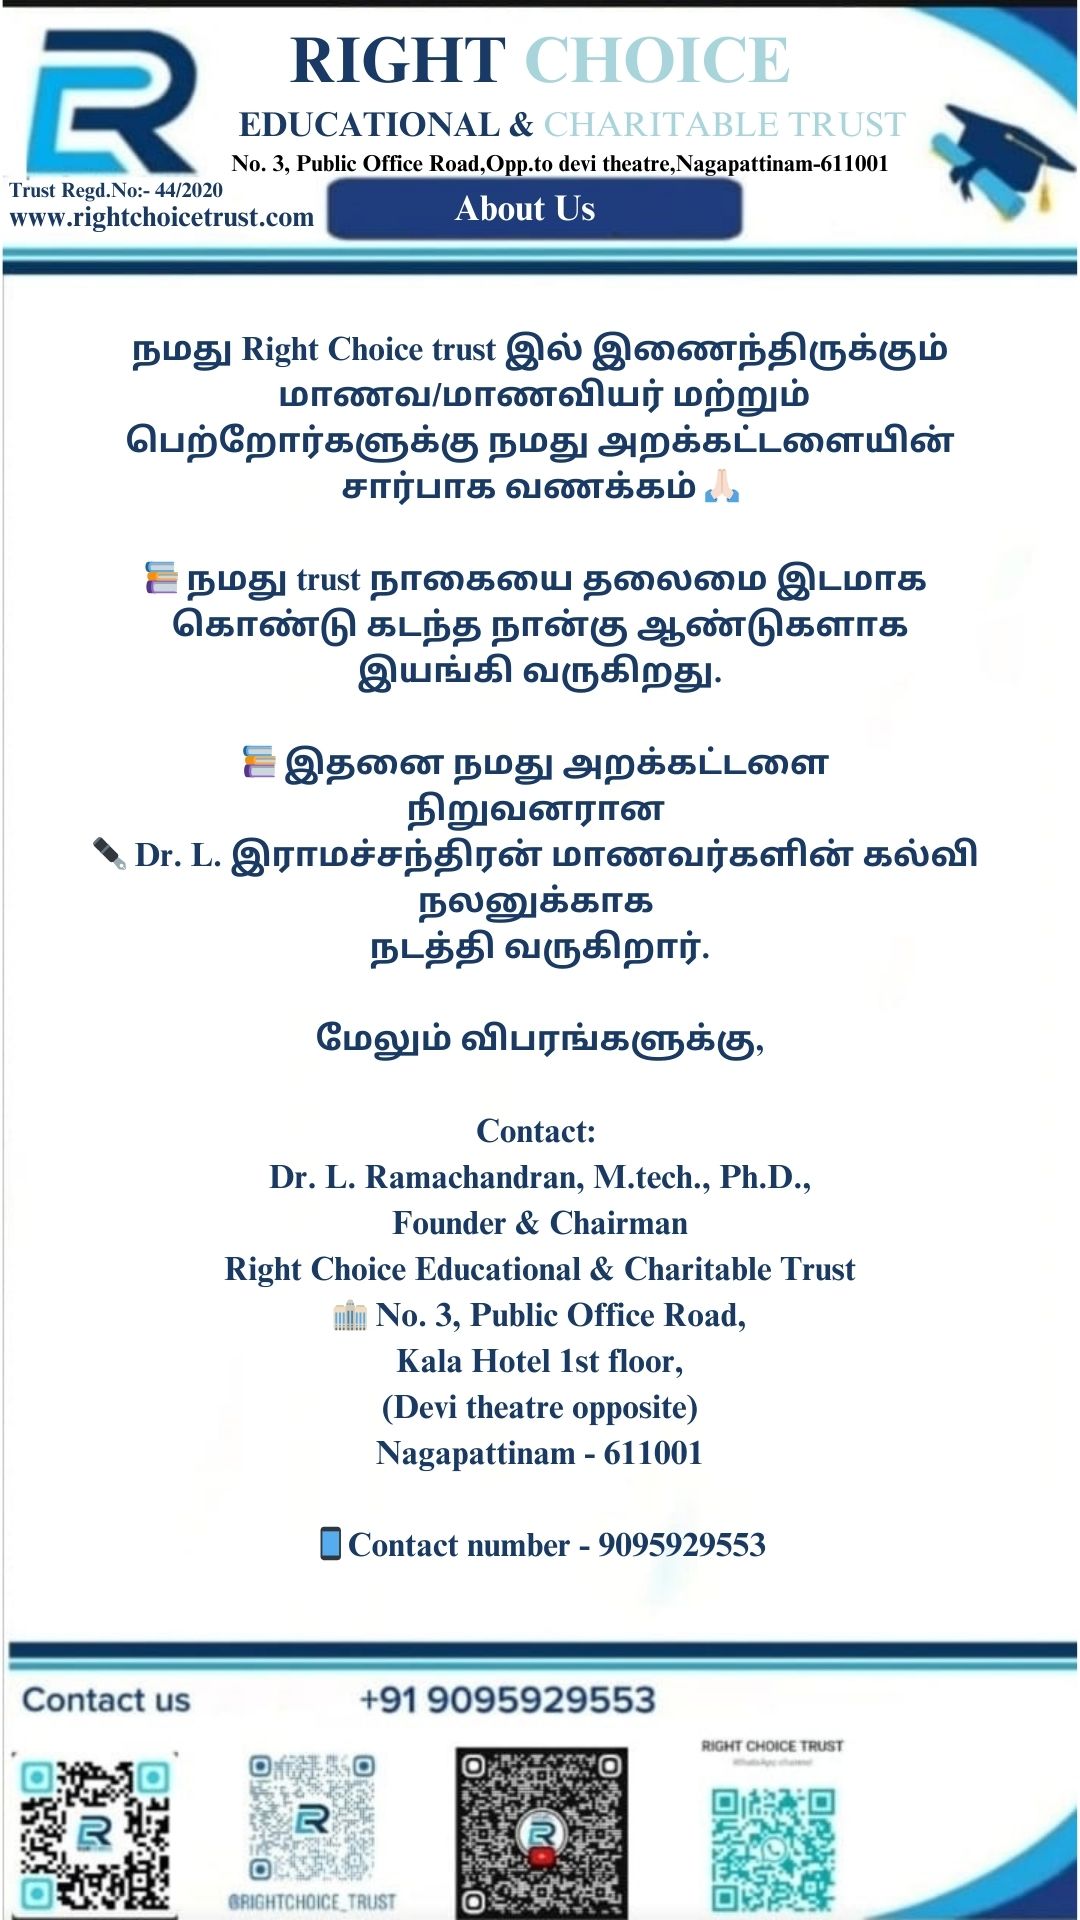 RIGHT CHOICE
EDUCATIONAL & CHARITABLE TRUST
No. 3, Public Office Road,Opp.to devi theatre,Nagapattinam-611001
Trust Regd.No:- 44/2020
www.rightchoicetrust.com
About Us
நமது Right Choice trust இல் இணைந்திருக்கும்
மாணவ/மாணவியர் மற்றும்
பெற்றோர்களுக்கு நமது அறக்கட்டளையின்
சார்பாக வணக்கம் 🙏🏻
📚 நமது trust நாகையை தலைமை இடமாக
கொண்டு கடந்த நான்கு ஆண்டுகளாக
இயங்கி வருகிறது.
📚 இதனை நமது அறக்கட்டளை
நிறுவனரான
✒️ Dr. L. இராமச்சந்திரன் மாணவர்களின் கல்வி
நலனுக்காக
நடத்தி வருகிறார்.
மேலும் விபரங்களுக்கு,
Contact:
Dr. L. Ramachandran, M.tech., Ph.D.,
Founder & Chairman
Right Choice Educational & Charitable Trust
🏨 No. 3, Public Office Road,
Kala Hotel 1st floor,
(Devi theatre opposite)
Nagapattinam - 611001
📱 Contact number - 9095929553
Contact us +91 9095929553
RIGHT CHOICE TRUST
WhatsApp channel
@RIGHTCHOICE_TRUST